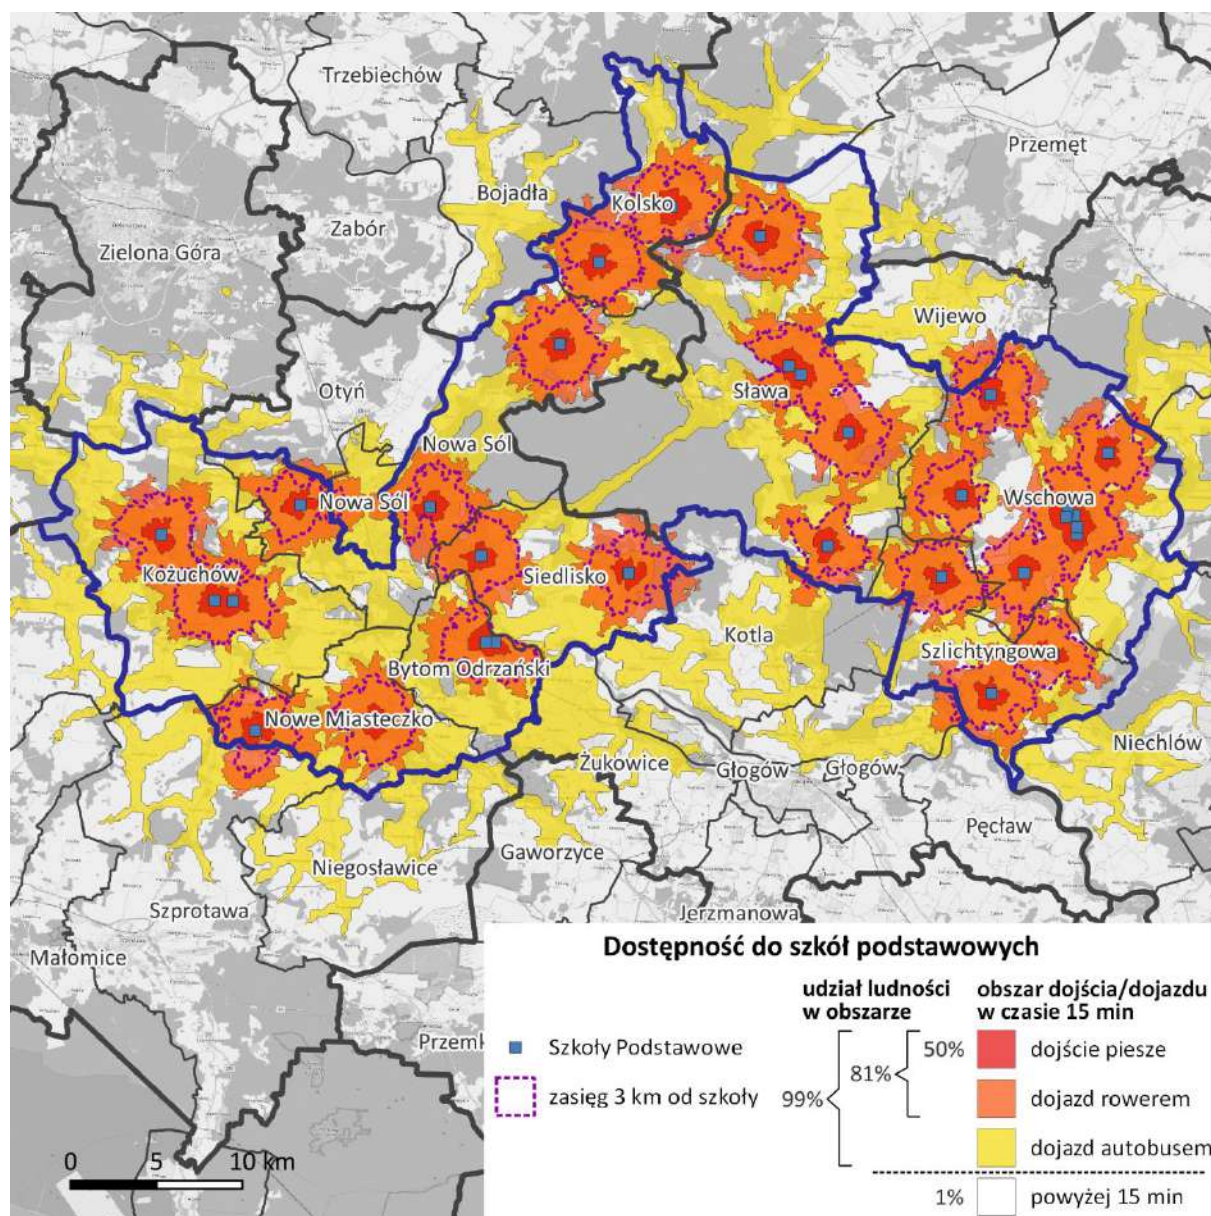 Trzebiechów
Przemęt
Bojadła
Kolsko
Zabór
Zielona Góra
Wijewo
Otyń
Sława
Nowa Sól
Nowa Sól
Wschowa
Kożuchów
Siedlisko
Kotla
Szlichtyngowa
Bytom Odrzański
Nowe Miasteczko
Niechlów
Żukowice
Głogów
Głogów
Pęcław
Gaworzyce
Niegosławice
Szprotawa
Jerzmanowa
Małomice
Przemk
0 5 10 km
Dostępność do szkół podstawowych
udział ludności
w obszarze
obszar dojścia/dojazdu
w czasie 15 min
Szkoły Podstawowe
zasięg 3 km od szkoły
99%
81%
50%
dojście piesze
dojazd rowerem
dojazd autobusem
1%
powyżej 15 min